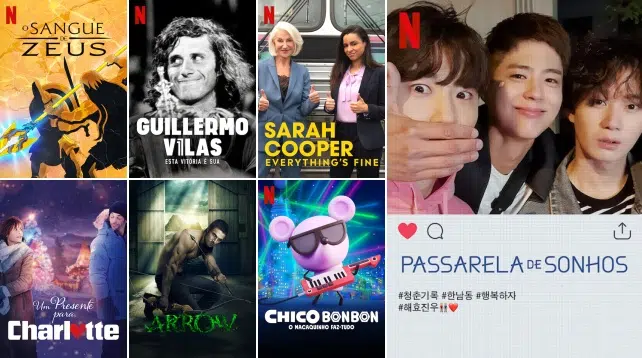 O SANGUE
DE
ZEUS
GUILLERMO
VILAS
ESTA VITÓRIA É SUA
SARAH
COOPER
EVERYTHING'S FINE
PASSARELA DE SONHOS
#청춘기록 #한남동 #행복하자
#해효진우
Um Presente
para
Charlotte
ARROW
CHICO BONBON
O MACAQUINHO FAZ-TUDO